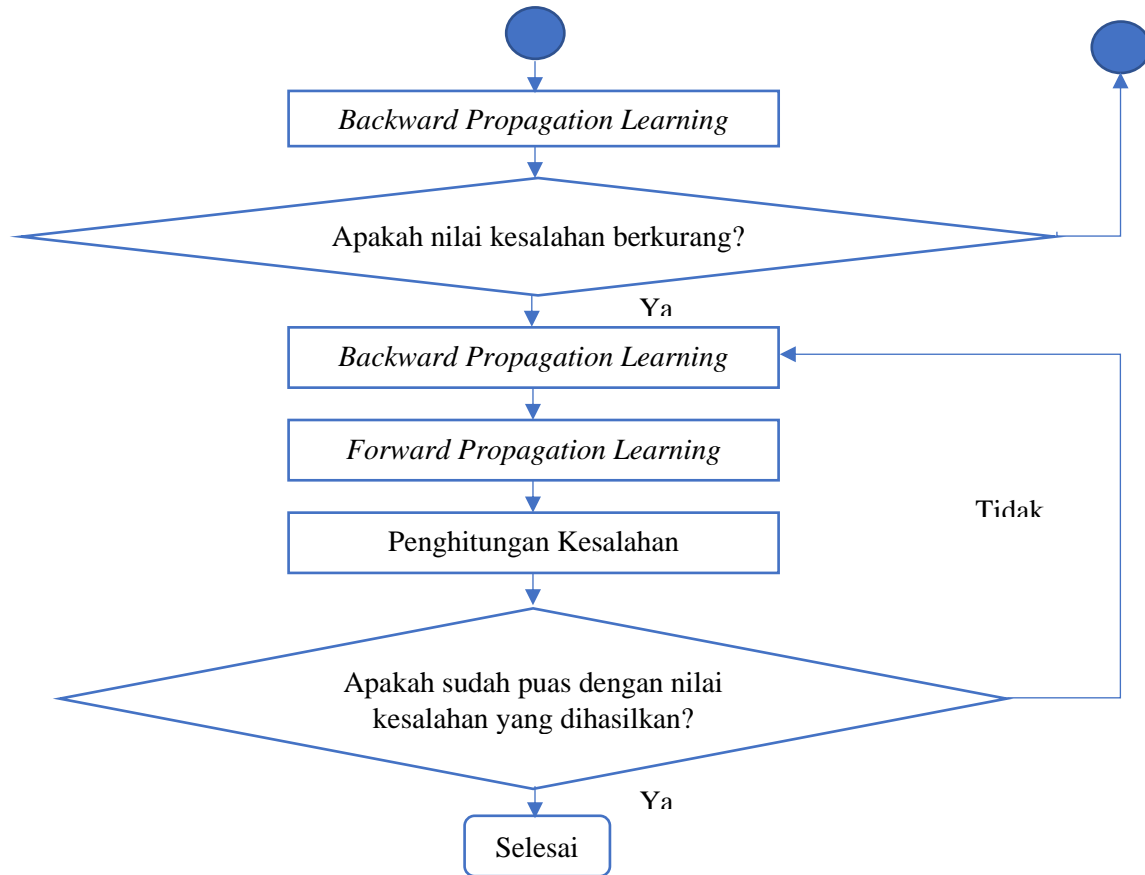 Backward Propagation Learning
Apakah nilai kesalahan berkurang?
Ya
Backward Propagation Learning
Forward Propagation Learning
Tidak
Penghitungan Kesalahan
Apakah sudah puas dengan nilai
kesalahan yang dihasilkan?
Ya
Selesai